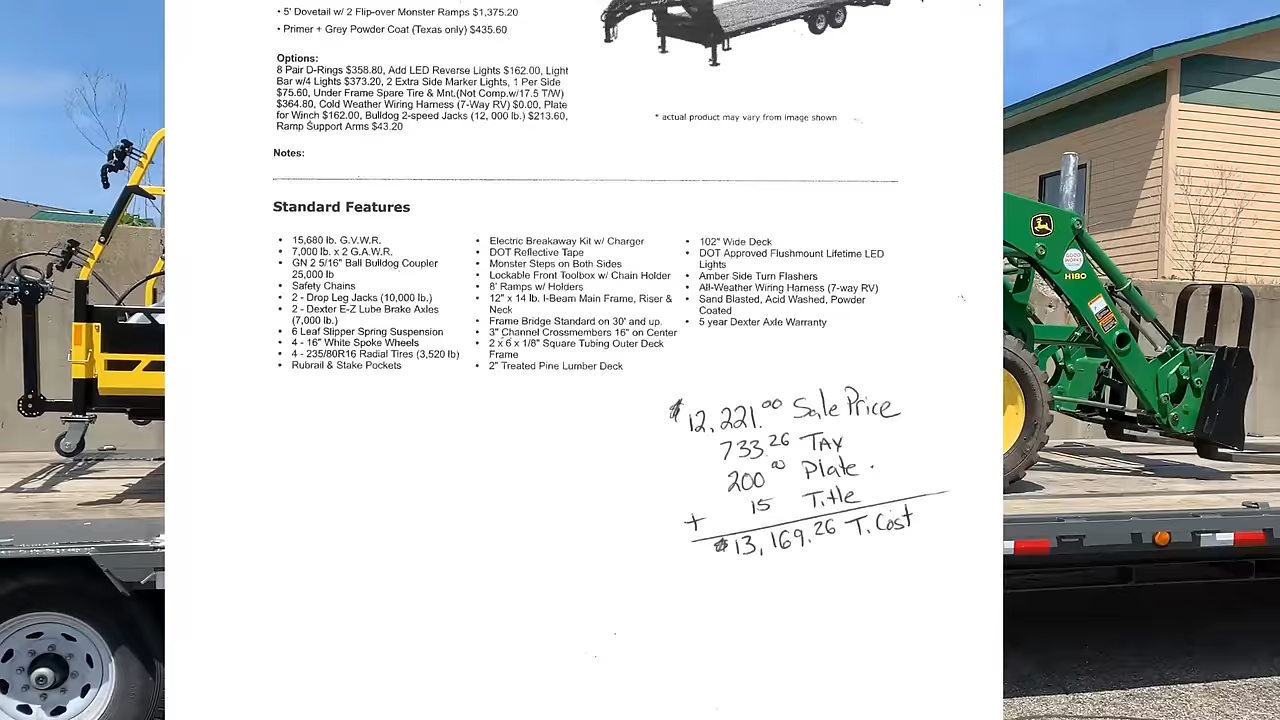 • 5' Dovetail w/ 2 Flip-over Monster Ramps $1,375.20
• Primer + Grey Powder Coat (Texas only) $435.60
Options:
8 Pair D-Rings $358.80, Add LED Reverse Lights $162.00, Light
Bar w/4 Lights $373.20, 2 Extra Side Marker Lights, 1 Per Side
$75.60, Under Frame Spare Tire & Mnt.(Not Comp.w/17.5 T/W)
$364.80, Cold Weather Wiring Harness (7-Way RV) $0.00, Plate
for Winch $162.00, Bulldog 2-speed Jacks (12, 000 lb.) $213.60,
Ramp Support Arms $43.20
* actual product may vary from image shown
Notes:
Standard Features
• 15,680 lb. G.V.W.R.
• 7,000 lb. x 2 G.A.W.R.
• GN 2 5/16" Ball Bulldog Coupler
25,000 lb
• Safety Chains
• 2 - Drop Leg Jacks (10,000 lb.)
• 2 - Dexter E-Z Lube Brake Axles
(7,000 lb.)
• 6 Leaf Slipper Spring Suspension
• 4 - 16" White Spoke Wheels
• 4 - 235/80R16 Radial Tires (3,520 lb)
• Rubrail & Stake Pockets
• Electric Breakaway Kit w/ Charger
• DOT Reflective Tape
• Monster Steps on Both Sides
• Lockable Front Toolbox w/ Chain Holder
• 8' Ramps w/ Holders
• 12" x 14 lb. I-Beam Main Frame, Riser &
Neck
• Frame Bridge Standard on 30' and up.
• 3" Channel Crossmembers 16" on Center
• 2 x 6 x 1/8" Square Tubing Outer Deck
Frame
• 2" Treated Pine Lumber Deck
• 102" Wide Deck
• DOT Approved Flushmount Lifetime LED
Lights
• Amber Side Turn Flashers
• All-Weather Wiring Harness (7-way RV)
• Sand Blasted, Acid Washed, Powder
Coated
• 5 year Dexter Axle Warranty
$12,221.00 Sale Price
733.26 TAX
200.00 Plate.
+ 15 Title
$13,169.26 T. Cost
GOOD WORKS
H180